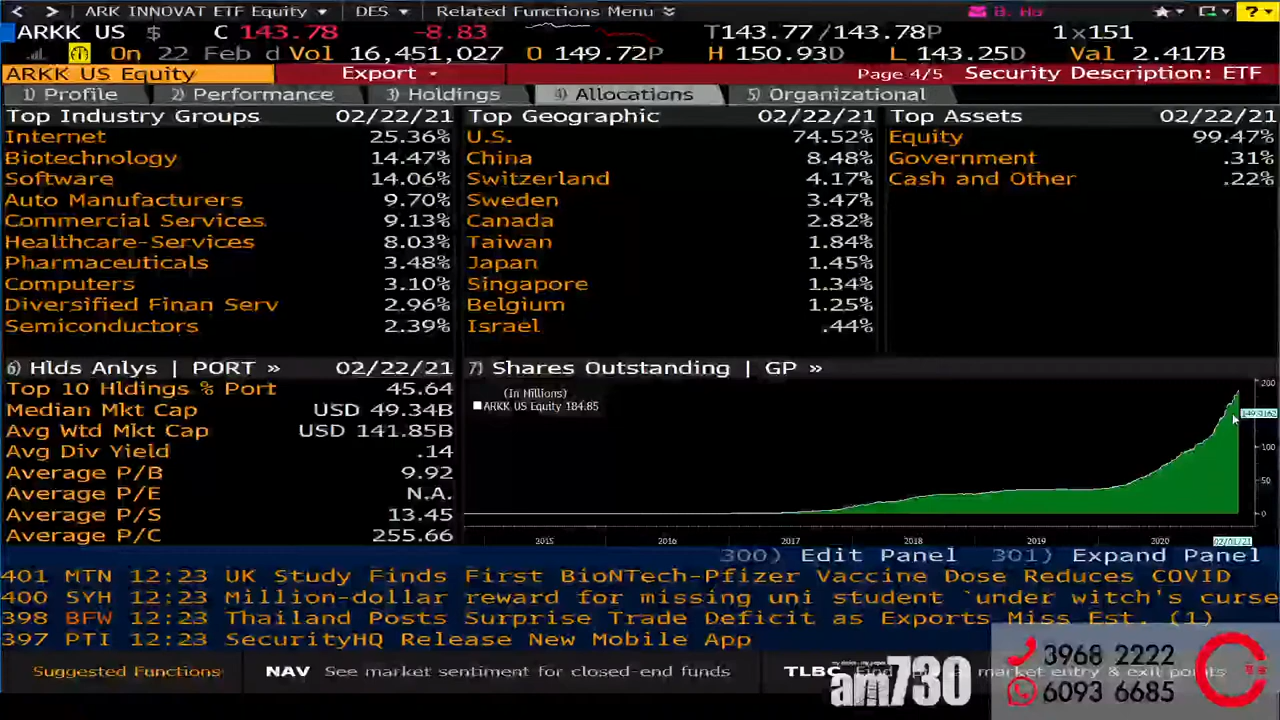 ARK INNOVAT ETF Equity DES Related Functions Menu
ARKK US $ C 143.78 -8.83 T143.77/143.78P 1x151
On 22 Feb d Vol 16,451,027 O 149.72P H 150.93D L 143.25D Val 2.417B
ARKK US Equity Export Page 4/5 Security Description: ETF
1) Profile 2) Performance 3) Holdings 4) Allocations 5) Organizational
Top Industry Groups 02/22/21 Top Geographic 02/22/21 Top Assets 02/22/21
Internet 25.36% U.S. 74.52% Equity 99.47%
Biotechnology 14.47% China 8.48% Government .31%
Software 14.06% Switzerland 4.17% Cash and Other .22%
Auto Manufacturers 9.70% Sweden 3.47%
Commercial Services 9.13% Canada 2.82%
Healthcare-Services 8.03% Taiwan 1.84%
Pharmaceuticals 3.48% Japan 1.45%
Computers 3.10% Singapore 1.34%
Diversified Finan Serv 2.96% Belgium 1.25%
Semiconductors 2.39% Israel .44%
6) Hlds Anlys | PORT » 02/22/21 7) Shares Outstanding | GP »
Top 10 Hldings % Port 45.64
Median Mkt Cap USD 49.34B
Avg Wtd Mkt Cap USD 141.85B
Avg Div Yield .14
Average P/B 9.92
Average P/E N.A.
Average P/S 13.45
Average P/C 255.66
(In Millions)
ARKK US Equity 184.85
200
100
50
0
2015 2016 2017 2018 2019 2020
300) Edit Panel 301) Expand Panel
401 MTN 12:23 UK Study Finds First BioNTech-Pfizer Vaccine Dose Reduces COVID
400 SYH 12:23 Million-dollar reward for missing uni student `under witch's curse
398 BFW 12:23 Thailand Posts Surprise Trade Deficit as Exports Miss Est. (1)
397 PTI 12:23 SecurityHQ Release New Mobile App
Suggested Functions NAV See market sentiment for closed-end funds TLBC Find market entry & exit points
am730
3968 2222
6093 6685